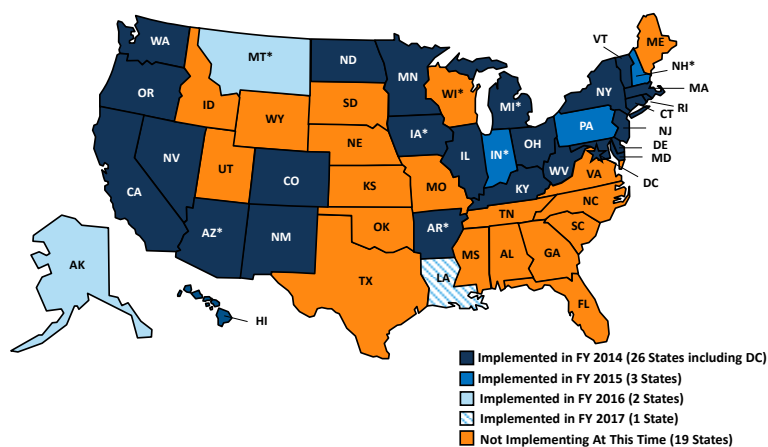 WA
MT*
ND
MN
VT
ME
NH*
MA
OR
ID
SD
WI*
MI*
NY
RI
CT
WY
IA*
PA
NJ
NE
IL
IN*
OH
DE
MD
NV
UT
CO
KS
MO
KY
WV
VA
DC
CA
NC
TN
AZ*
NM
OK
AR*
SC
MS
AL
GA
AK
TX
LA
FL
HI
Implemented in FY 2014 (26 States including DC)
Implemented in FY 2015 (3 States)
Implemented in FY 2016 (2 States)
Implemented in FY 2017 (1 State)
Not Implementing At This Time (19 States)